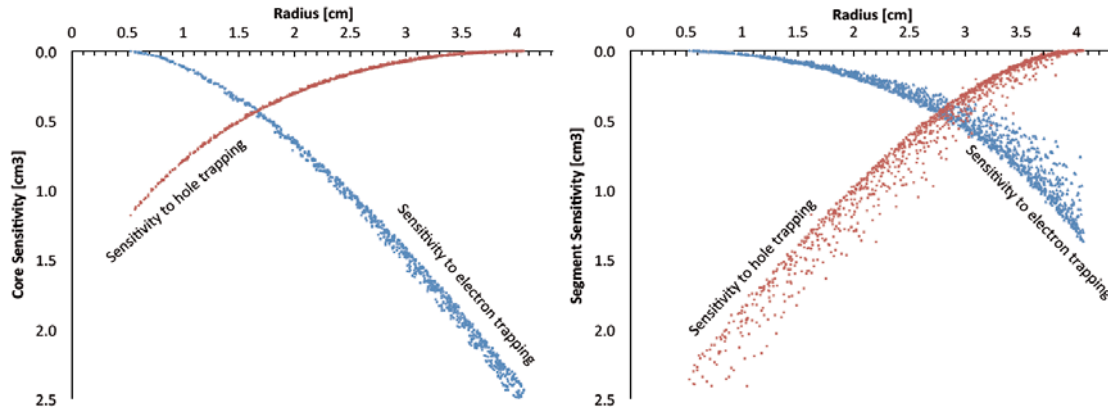 Radius [cm]
0 0.5 1 1.5 2 2.5 3 3.5 4
0.0
0.5
1.0
1.5
2.0
2.5
Core Sensitivity [cm3]
Sensitivity to hole trapping
Sensitivity to electron trapping
Radius [cm]
0 0.5 1 1.5 2 2.5 3 3.5 4
0.0
0.5
1.0
1.5
2.0
2.5
Segment Sensitivity [cm3]
Sensitivity to hole trapping
Sensitivity to electron trapping